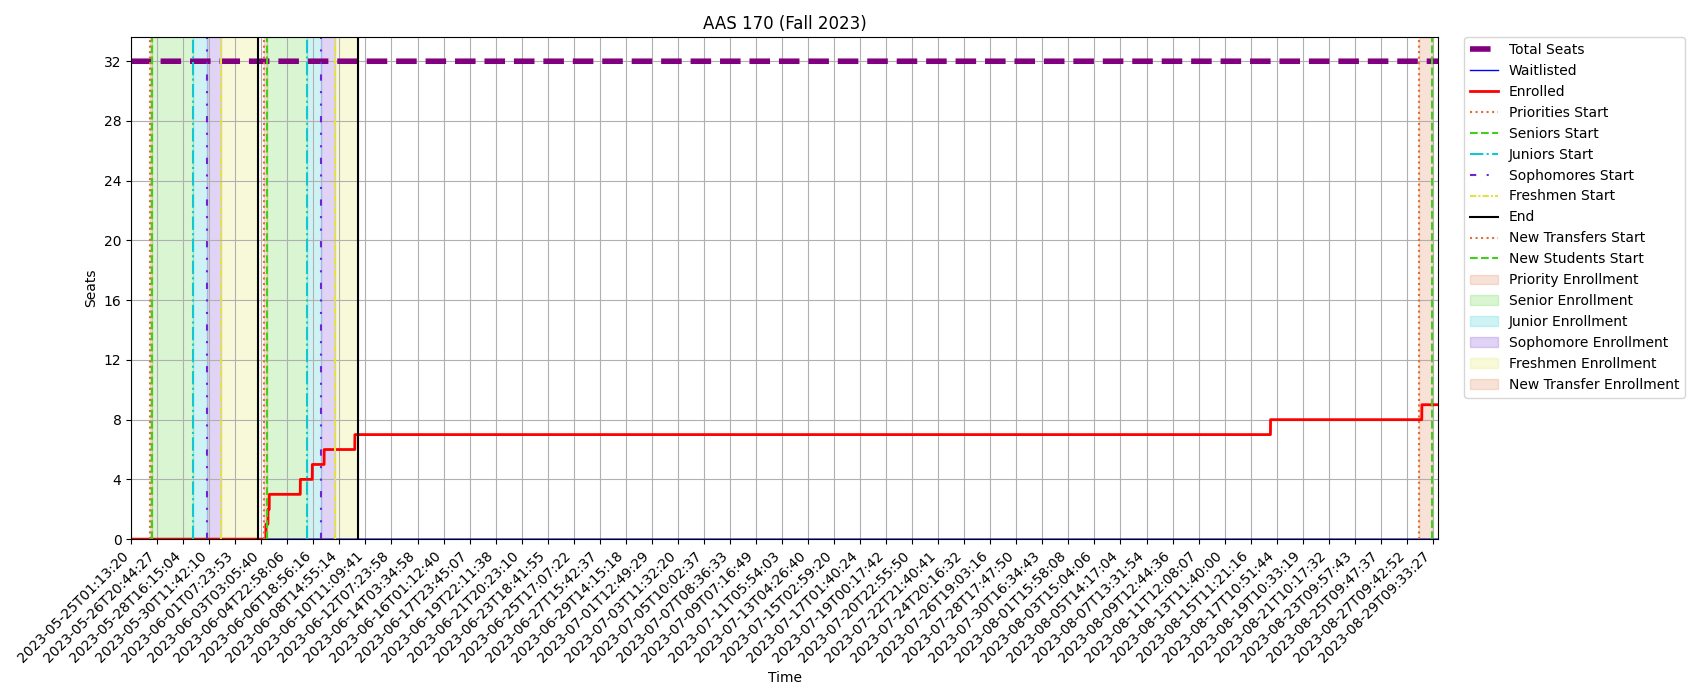 AAS 170 (Fall 2023)
Seats
32
28
24
20
16
12
8
4
0
2023-05-25T01:13:20
2023-05-26T20:44:27
2023-05-28T16:15:04
2023-05-30T11:42:10
2023-06-01T07:23:53
2023-06-03T03:05:40
2023-06-04T22:58:06
2023-06-06T18:56:16
2023-06-08T14:55:14
2023-06-10T11:09:41
2023-06-12T07:23:58
2023-06-14T03:34:58
2023-06-16T01:12:40
2023-06-17T23:45:07
2023-06-19T22:11:38
2023-06-21T20:23:10
2023-06-23T18:41:55
2023-06-25T17:07:22
2023-06-27T15:42:37
2023-06-29T14:15:18
2023-07-01T12:49:29
2023-07-03T11:32:20
2023-07-05T10:02:37
2023-07-07T08:36:33
2023-07-09T07:16:49
2023-07-11T05:54:03
2023-07-13T04:26:40
2023-07-15T02:59:20
2023-07-17T01:40:24
2023-07-19T00:17:42
2023-07-20T22:55:50
2023-07-22T21:40:41
2023-07-24T20:16:32
2023-07-26T19:03:16
2023-07-28T17:47:50
2023-07-30T16:34:43
2023-08-01T15:58:08
2023-08-03T15:04:06
2023-08-05T14:17:04
2023-08-07T13:31:54
2023-08-09T12:44:36
2023-08-11T12:08:07
2023-08-13T11:40:00
2023-08-15T11:21:16
2023-08-17T10:51:44
2023-08-19T10:33:19
2023-08-21T10:17:32
2023-08-23T09:57:43
2023-08-25T09:47:37
2023-08-27T09:42:52
2023-08-29T09:33:27
Time
Total Seats
Waitlisted
Enrolled
Priorities Start
Seniors Start
Juniors Start
Sophomores Start
Freshmen Start
End
New Transfers Start
New Students Start
Priority Enrollment
Senior Enrollment
Junior Enrollment
Sophomore Enrollment
Freshmen Enrollment
New Transfer Enrollment